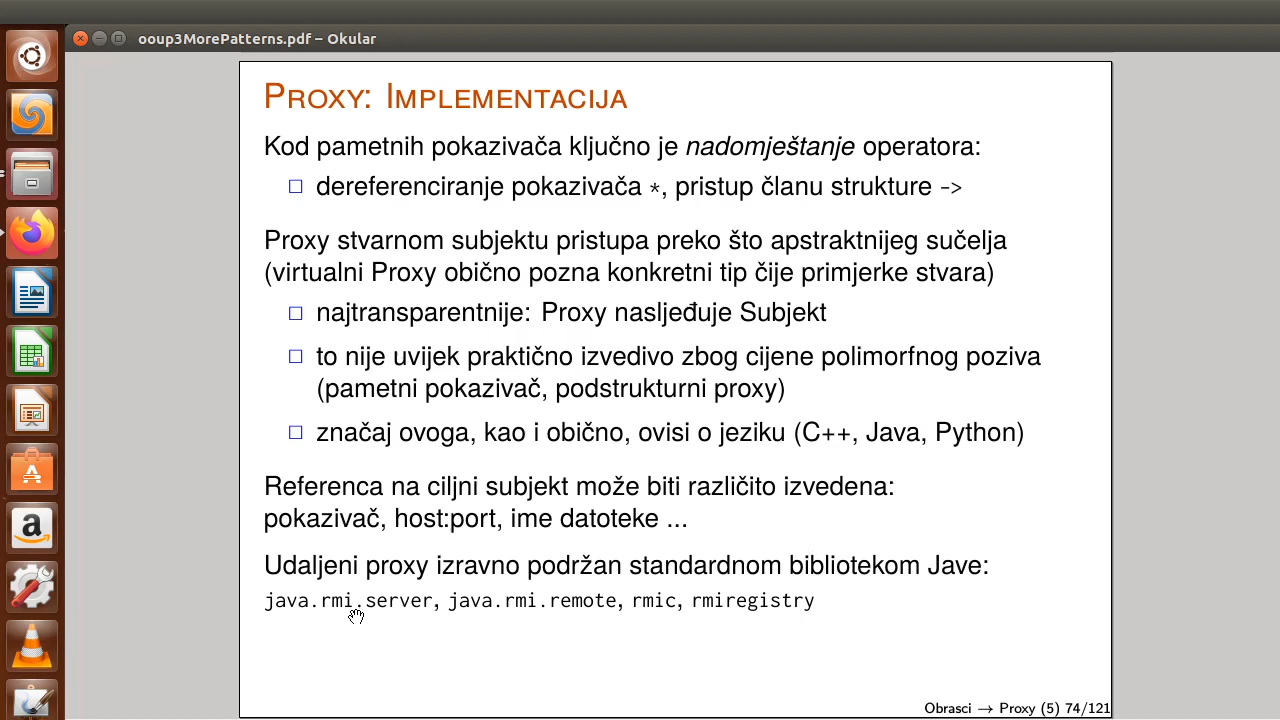 ooup3MorePatterns.pdf – Okular
PROXY: IMPLEMENTACIJA
Kod pametnih pokazivača ključno je nadomještanje operatora:
dereferenciranje pokazivača *, pristup članu strukture ->
Proxy stvarnom subjektu pristupa preko što apstraktnijeg sučelja
(virtualni Proxy obično pozna konkretni tip čije primjerke stvara)
najtransparentnije: Proxy nasljeđuje Subjekt
to nije uvijek praktično izvedivo zbog cijene polimorfnog poziva
(pametni pokazivač, podstrukturni proxy)
značaj ovoga, kao i obično, ovisi o jeziku (C++, Java, Python)
Referenca na ciljni subjekt može biti različito izvedena:
pokazivač, host:port, ime datoteke ...
Udaljeni proxy izravno podržan standardnom bibliotekom Jave:
java.rmi.server, java.rmi.remote, rmic, rmiregistry
Obrasci → Proxy (5) 74/121